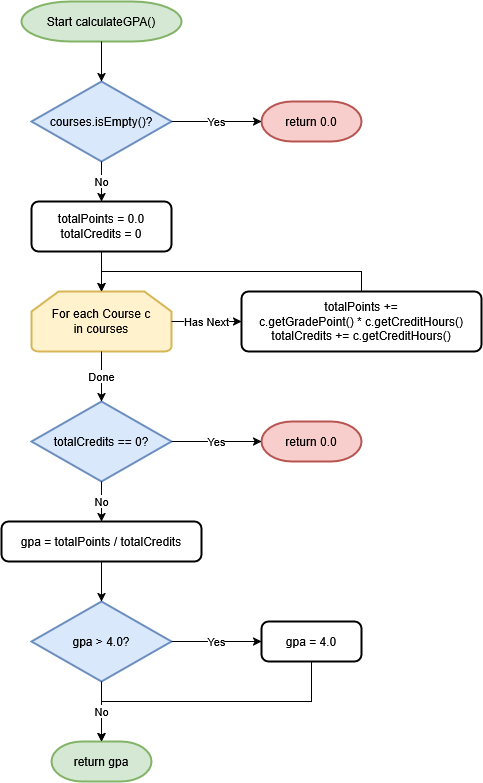 Start calculateGPA()
courses.isEmpty()?
Yes
return 0.0
No
totalPoints = 0.0
totalCredits = 0
For each Course c
in courses
Has Next
totalPoints +=
c.getGradePoint() * c.getCreditHours()
totalCredits += c.getCreditHours()
Done
totalCredits == 0?
Yes
return 0.0
No
gpa = totalPoints / totalCredits
gpa > 4.0?
Yes
gpa = 4.0
No
return gpa